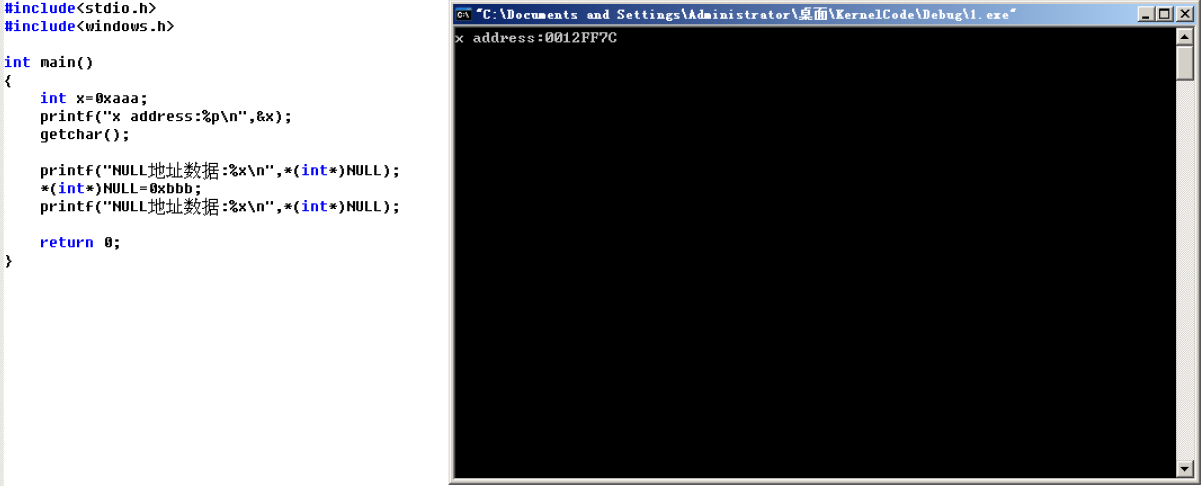 #include<stdio.h>
#include<windows.h>
int main()
{
int x=0xaaa;
printf("x address:%p\n",&x);
getchar();
printf("NULL地址数据:%x\n",*(int*)NULL);
*(int*)NULL=0xbbb;
printf("NULL地址数据:%x\n",*(int*)NULL);
return 0;
}
"C:\Documents and Settings\Administrator\桌面\KernelCode\Debug\1.exe"
x address:0012FF7C